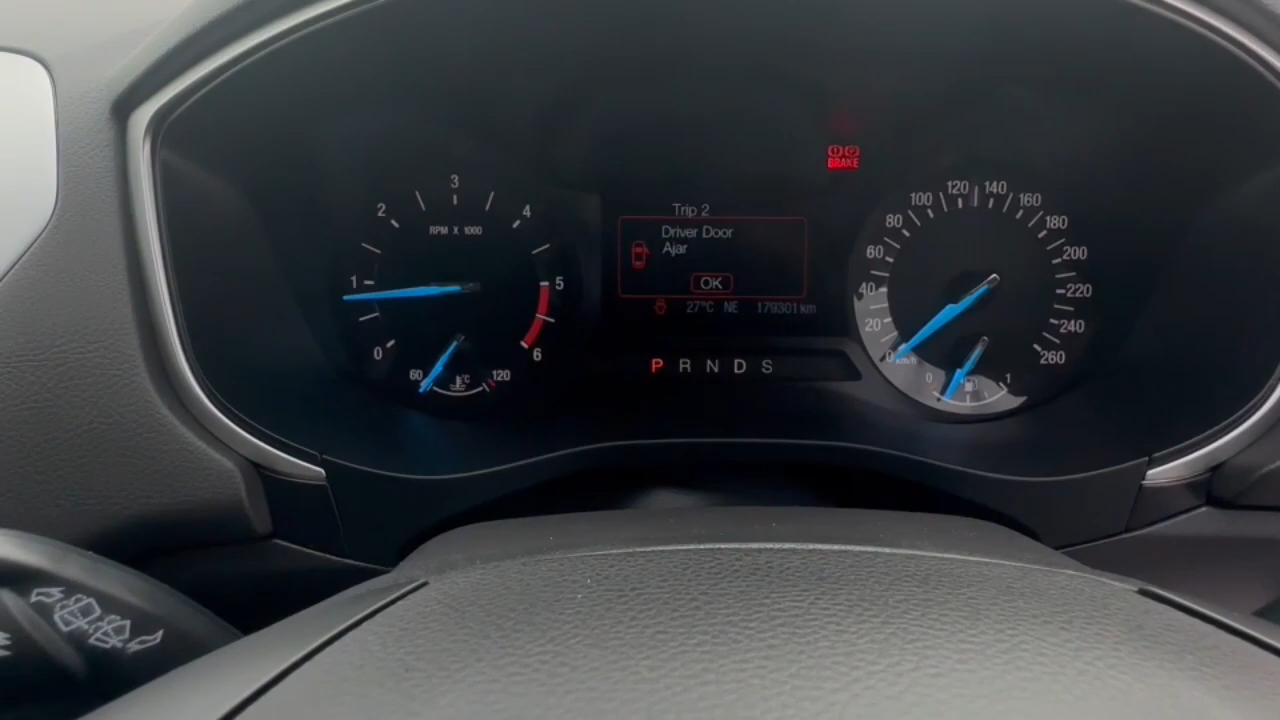 BRAKE
Trip 2
Driver Door
Ajar
OK
27°C NE 179301 km
P R N D S
0 1 2 3 4 5 6
RPM X 1000
60 °C 120
0 20 40 60 80 100 120 140 160 180 200 220 240 260
km/h
0 1